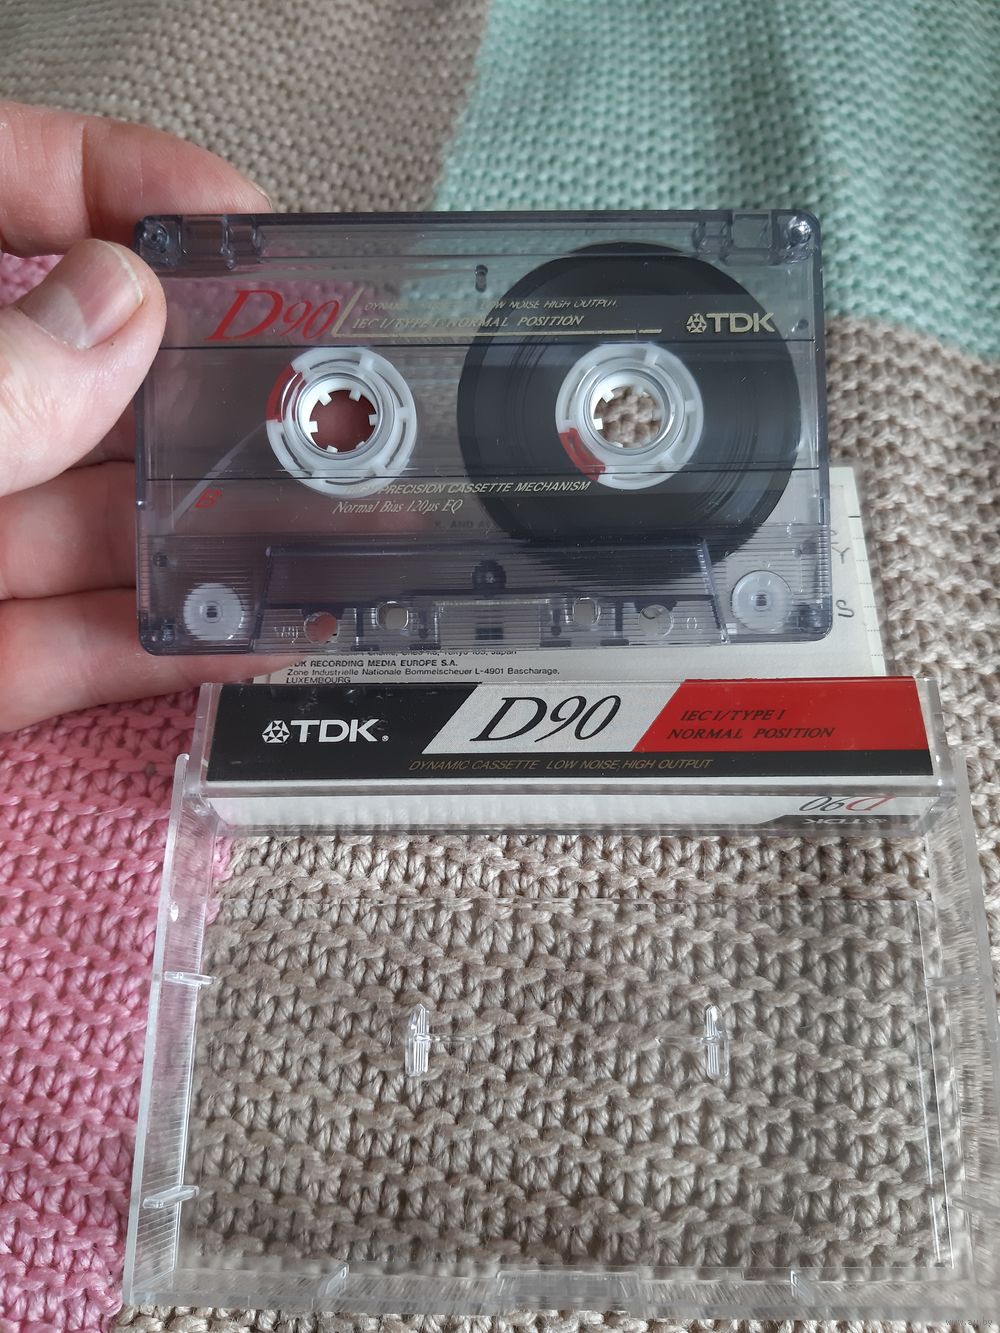 D90
DYNAMIC CASSETTE LOW NOISE HIGH OUTPUT
IEC I/TYPE I NORMAL POSITION
TDK
B
PRECISION CASSETTE MECHANISM
Normal Bias 120µs EQ
TDK RECORDING MEDIA EUROPE S.A.
Zone Industrielle Nationale Bommelscheuer L-4901 Bascharage,
LUXEMBOURG
TDK®
D90
IEC I/TYPE I
NORMAL POSITION
DYNAMIC CASSETTE LOW NOISE, HIGH OUTPUT
D90
TDK